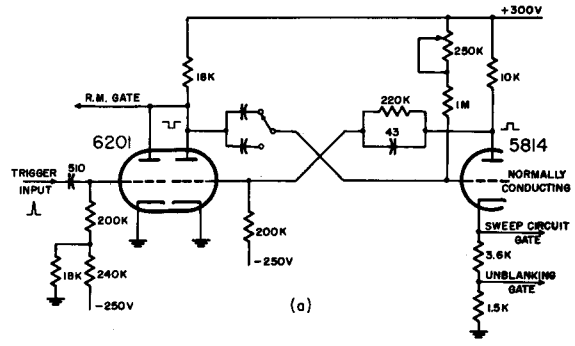 +300V
250K
18K
10K
R.M. GATE
220K
1M
6201
43
5814
TRIGGER
INPUT
510
NORMALLY
CONDUCTING
200K
200K
SWEEP CIRCUIT
GATE
18K
240K
-250V
3.6K
UNBLANKING
GATE
-250V
(a)
1.5K